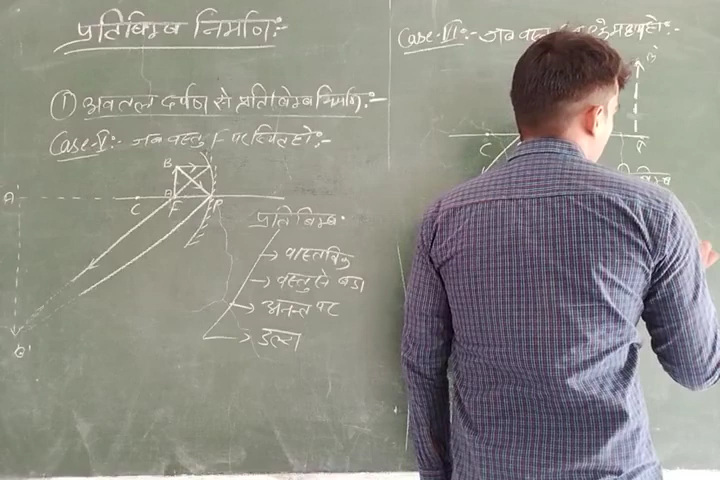 प्रतिबिम्ब निर्माण:-
① अवतल दर्पण से प्रतिबिम्ब निर्माण:-
Case-V:- जब वस्तु F पर स्थित हो:-
B
A' C F P
B'
प्रतिबिम्ब-
→ वास्तविक
→ वस्तु से बड़ा
→ अनन्त पर
→ उल्टा
Case-VI:- जब
B'
C